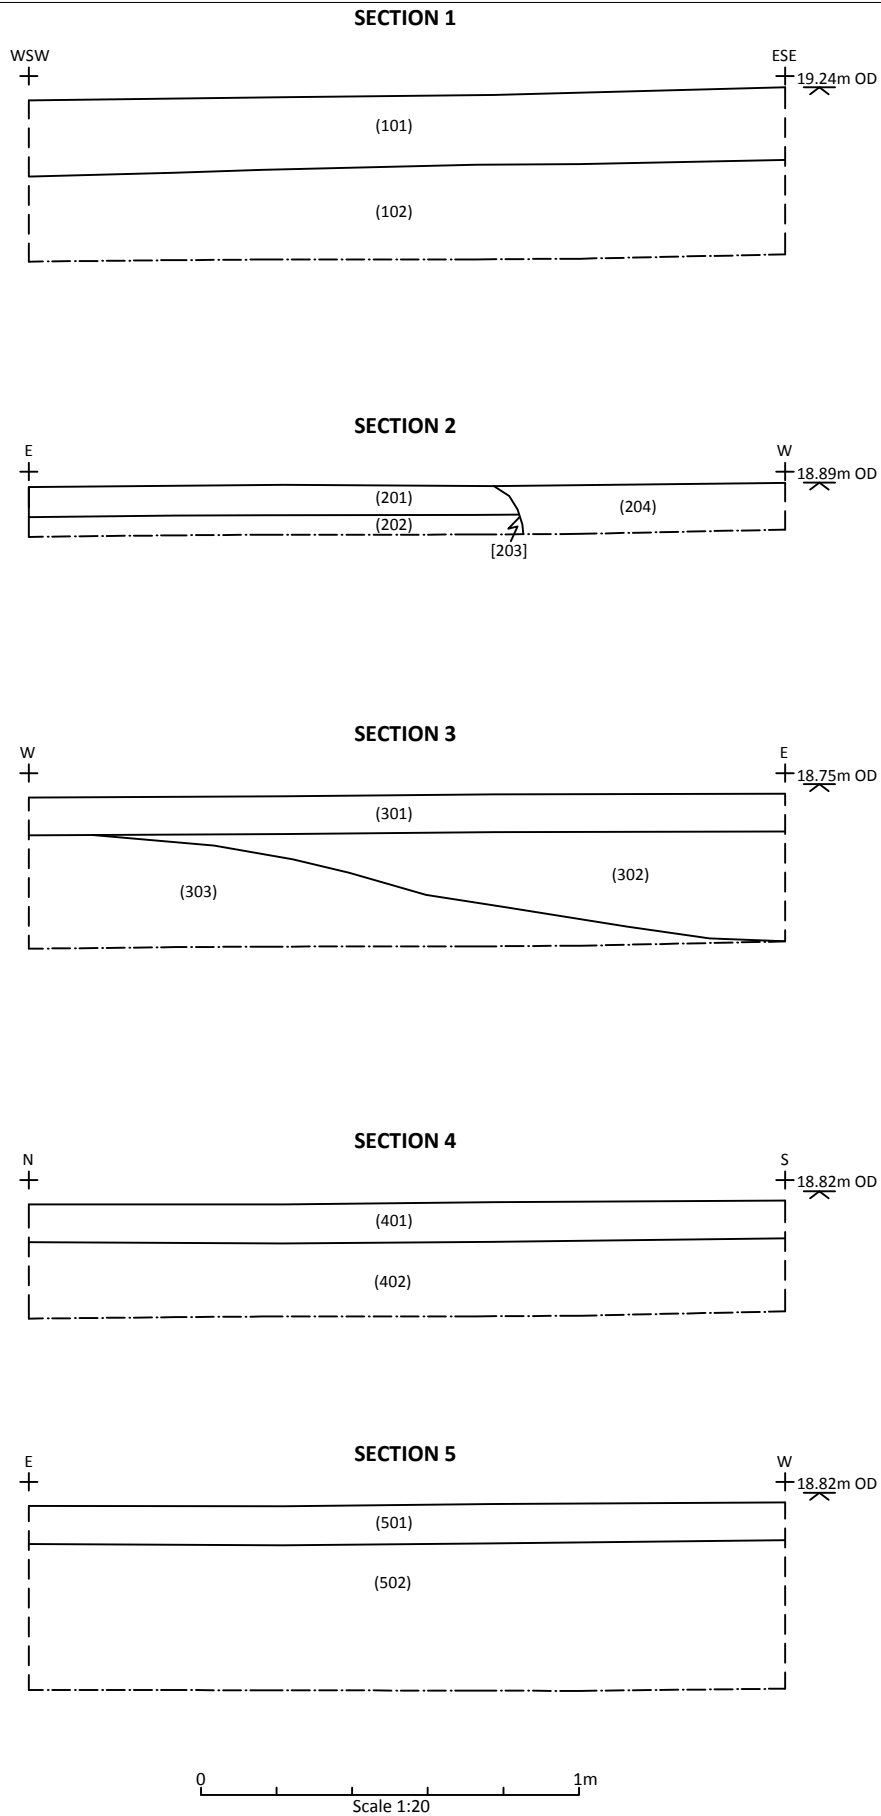 SECTION 1
WSW ESE
19.24m OD
(101)
(102)
SECTION 2
E W
18.89m OD
(201)
(204)
(202)
[203]
SECTION 3
W E
18.75m OD
(301)
(302)
(303)
SECTION 4
N S
18.82m OD
(401)
(402)
SECTION 5
E W
18.82m OD
(501)
(502)
0 1m
Scale 1:20